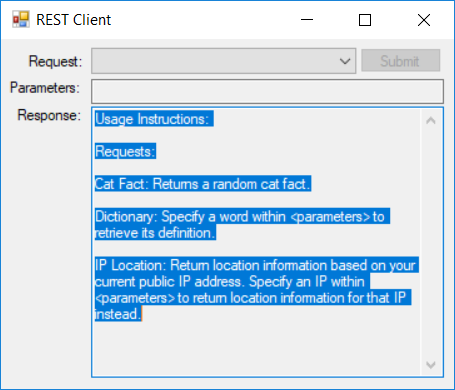 REST Client
Request:
Submit
Parameters:
Response:
Usage Instructions:
Requests:
Cat Fact: Returns a random cat fact.
Dictionary: Specify a word within <parameters> to
retrieve its definition.
IP Location: Return location information based on your
current public IP address. Specify an IP within
<parameters> to return location information for that IP
instead.